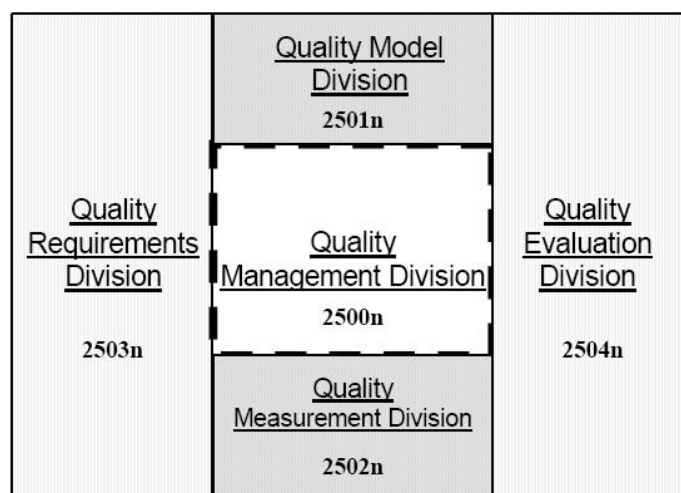 Quality Model
Division
2501n
Quality
Requirements
Division
2503n
Quality
Management Division
2500n
Quality
Evaluation
Division
2504n
Quality
Measurement Division
2502n